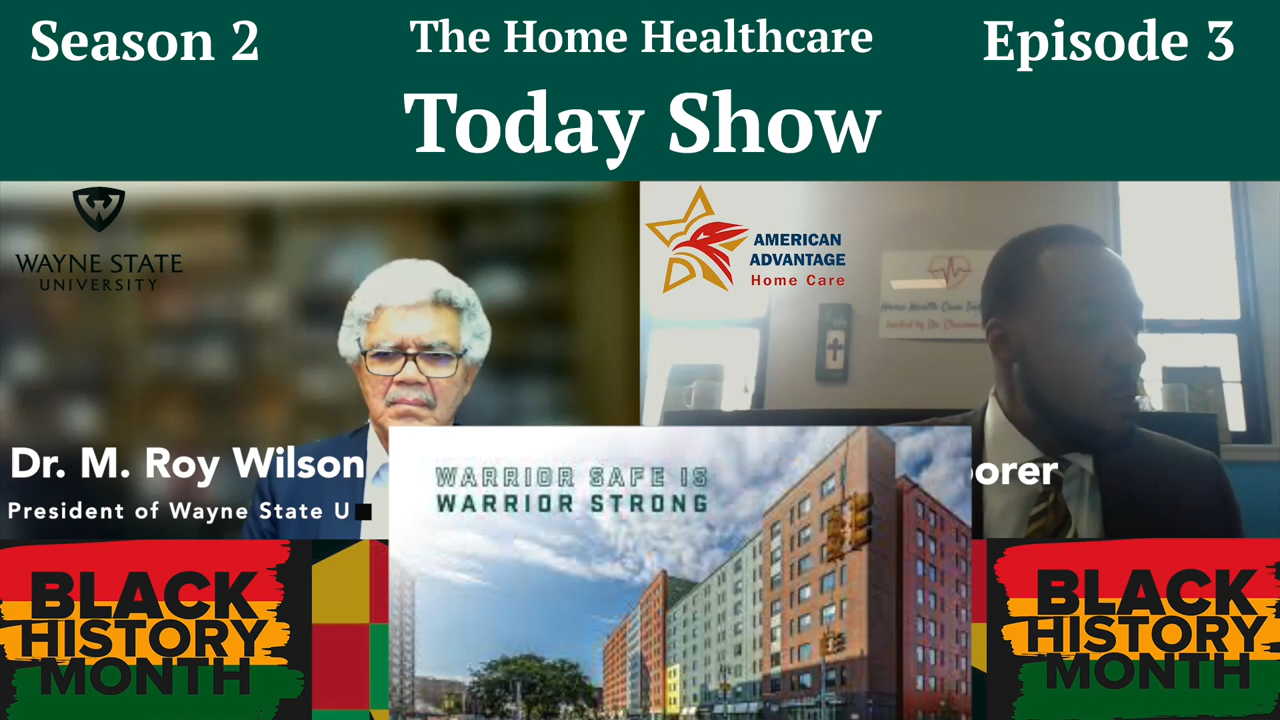 Season 2
The Home Healthcare
Episode 3
Today Show
WAYNE STATE
UNIVERSITY
AMERICAN
ADVANTAGE
Home Care
Dr. M. Roy Wilson
President of Wayne State U
orer
WARRIOR SAFE IS
WARRIOR STRONG
BLACK
HISTORY
MONTH
BLACK
HISTORY
MONTH